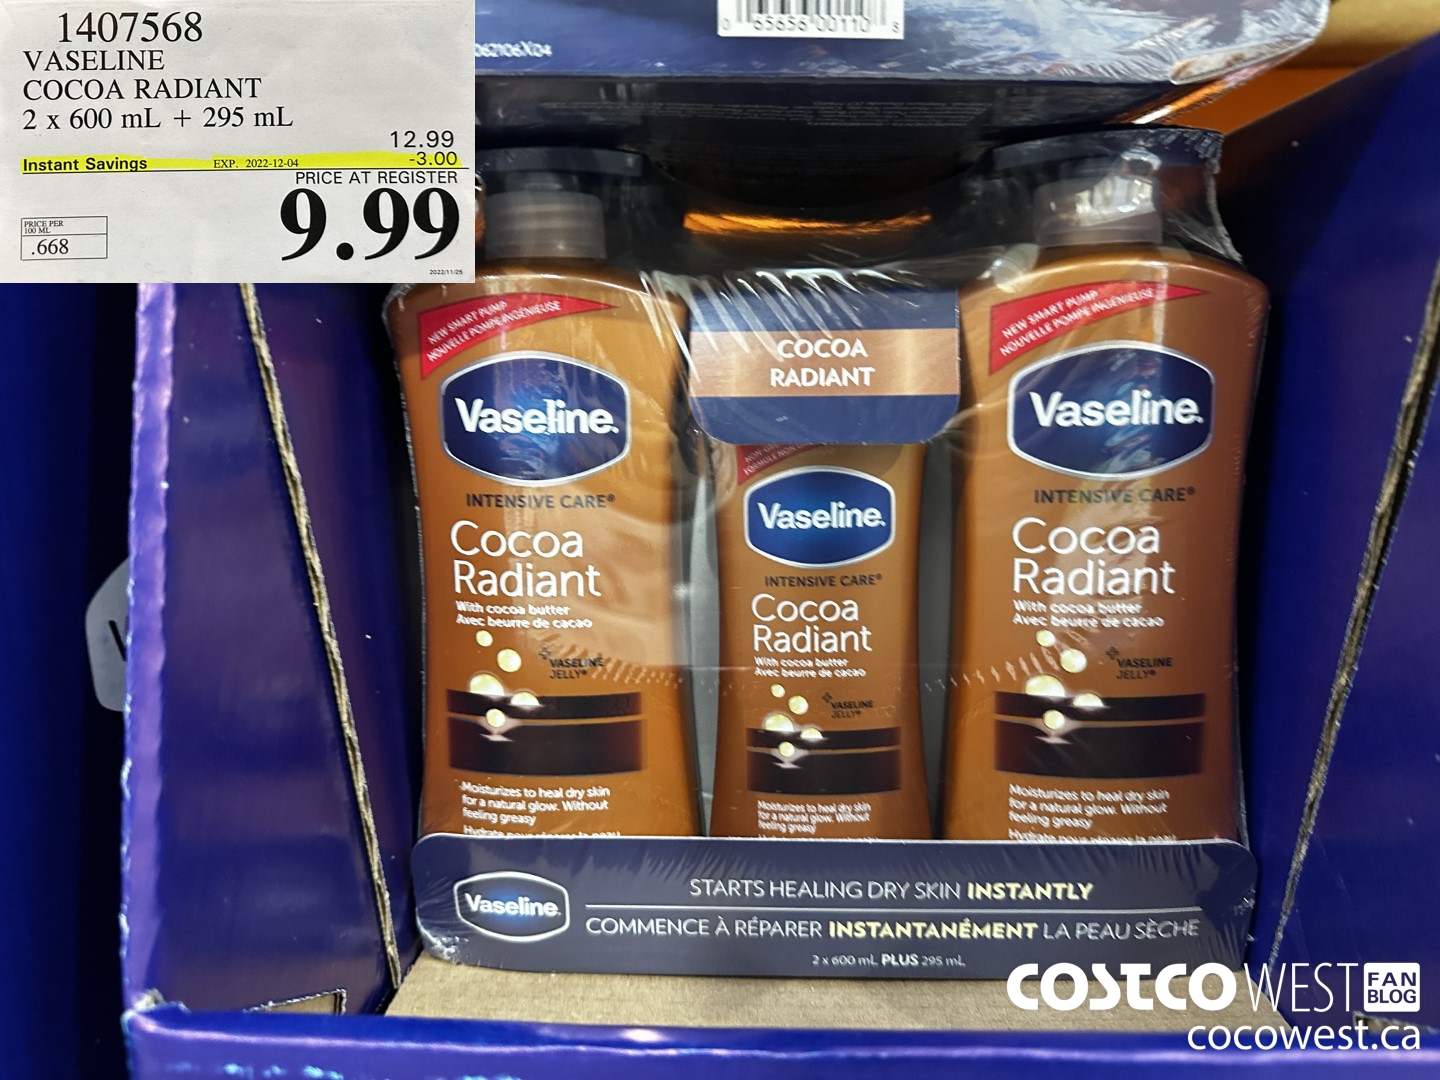 1407568
VASELINE
COCOA RADIANT
2 x 600 mL + 295 mL
12.99
Instant Savings EXP. 2022-12-04 -3.00
PRICE AT REGISTER
9.99
PRICE PER
100 ML
.668
2022/11/25
0 65656 00110 8
062106X04
NEW SMART PUMP
NOUVELLE POMPE INGÉNIEUSE
Vaseline.
INTENSIVE CARE®
Cocoa
Radiant
With cocoa butter
Avec beurre de cacao
+VASELINE
JELLY®
Moisturizes to heal dry skin
for a natural glow. Without
feeling greasy
COCOA
RADIANT
Vaseline.
INTENSIVE CARE®
Cocoa
Radiant
With cocoa butter
Avec beurre de cacao
+VASELINE
JELLY®
Moisturizes to heal dry skin
for a natural glow. Without
feeling greasy
NEW SMART PUMP
NOUVELLE POMPE INGÉNIEUSE
Vaseline.
INTENSIVE CARE®
Cocoa
Radiant
With cocoa butter
Avec beurre de cacao
+VASELINE
JELLY®
Moisturizes to heal dry skin
for a natural glow. Without
feeling greasy
Vaseline.
STARTS HEALING DRY SKIN INSTANTLY
COMMENCE À RÉPARER INSTANTANÉMENT LA PEAU SÈCHE
2 x 600 mL PLUS 295 mL
COSTCO WEST FAN BLOG
cocowest.ca